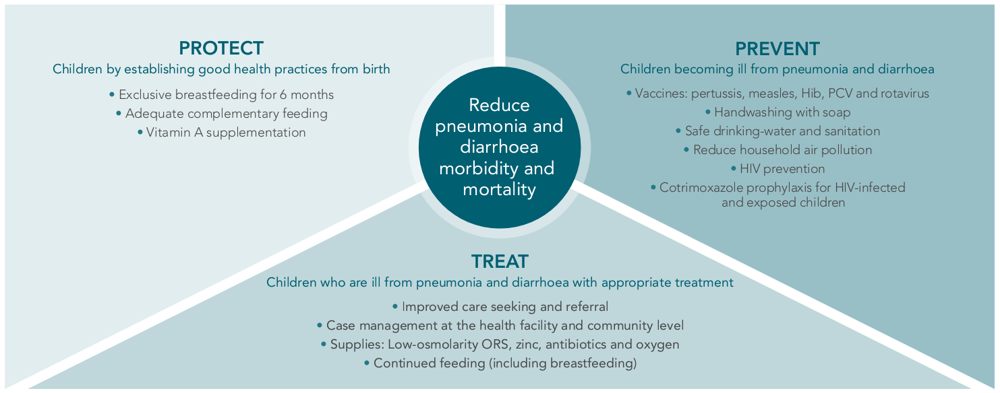 PROTECT
Children by establishing good health practices from birth
• Exclusive breastfeeding for 6 months
• Adequate complementary feeding
• Vitamin A supplementation
PREVENT
Children becoming ill from pneumonia and diarrhoea
• Vaccines: pertussis, measles, Hib, PCV and rotavirus
• Handwashing with soap
• Safe drinking-water and sanitation
• Reduce household air pollution
• HIV prevention
• Cotrimoxazole prophylaxis for HIV-infected
and exposed children
Reduce
pneumonia and
diarrhoea
morbidity and
mortality
TREAT
Children who are ill from pneumonia and diarrhoea with appropriate treatment
• Improved care seeking and referral
• Case management at the health facility and community level
• Supplies: Low-osmolarity ORS, zinc, antibiotics and oxygen
• Continued feeding (including breastfeeding)